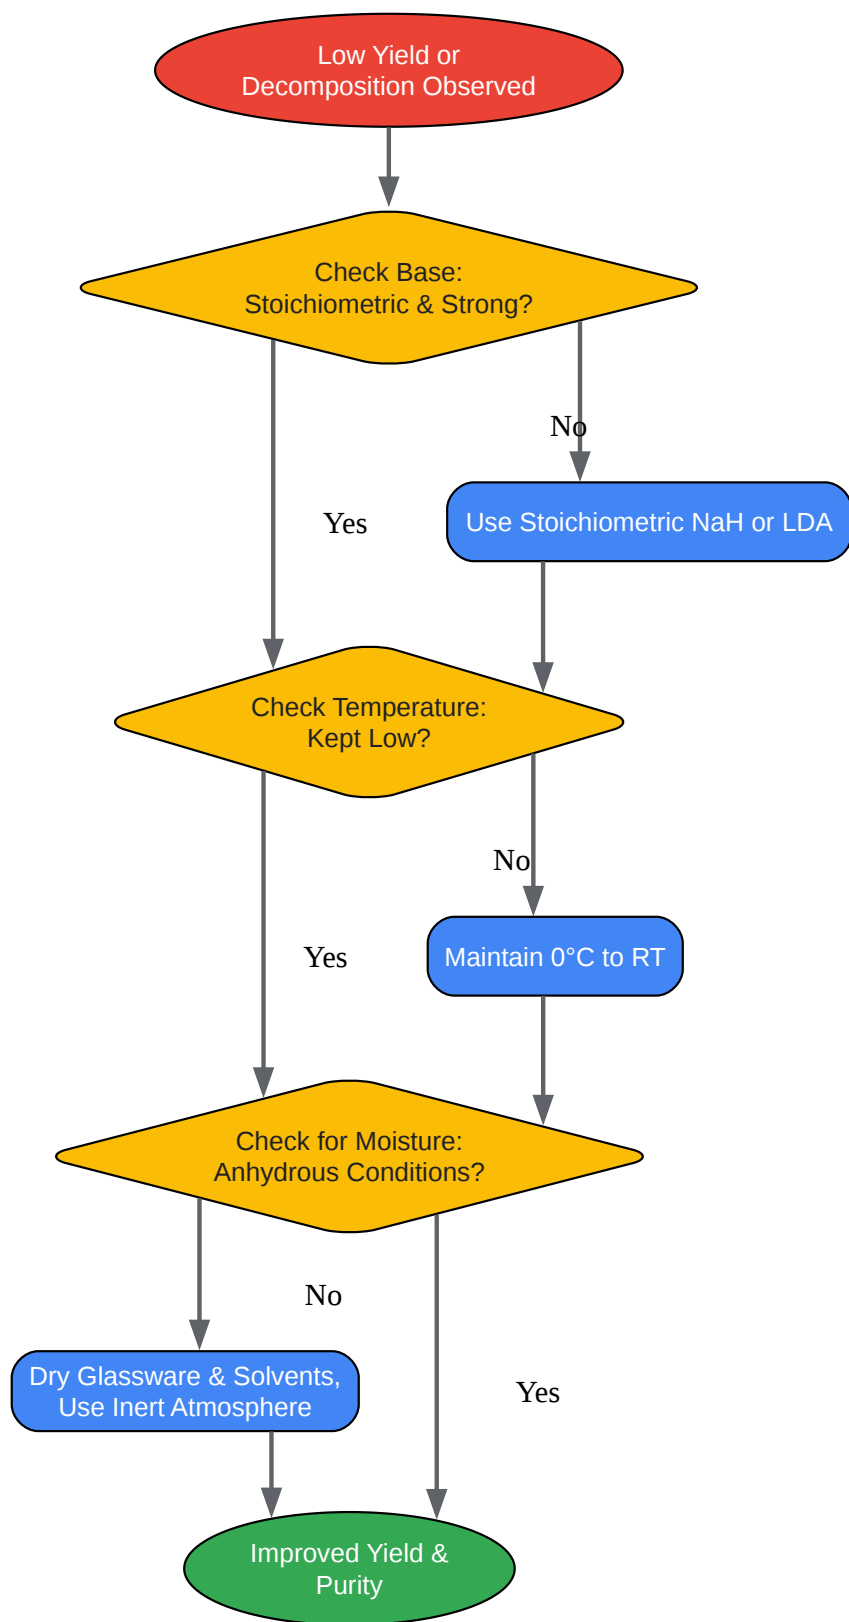 Low Yield or
Decomposition Observed
Check Base:
Stoichiometric & Strong?
No
Yes
Use Stoichiometric NaH or LDA
Check Temperature:
Kept Low?
No
Yes
Maintain 0°C to RT
Check for Moisture:
Anhydrous Conditions?
No
Dry Glassware & Solvents,
Use Inert Atmosphere
Yes
Improved Yield &
Purity